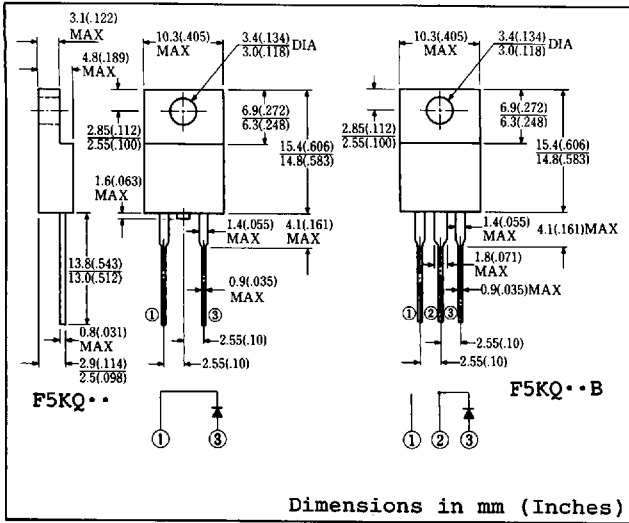 3.1(.122)
MAX
4.8(.189)
MAX
10.3(.405)
MAX
3.4(.134)
3.0(.118)
DIA
2.85(.112)
2.55(.100)
6.9(.272)
6.3(.248)
15.4(.606)
14.8(.583)
1.6(.063)
MAX
1.4(.055)
MAX
4.1(.161)
MAX
13.8(.543)
13.0(.512)
0.9(.035)
MAX
① ③
0.8(.031)
MAX
2.55(.10)
2.55(.10)
2.9(.114)
2.5(.098)
F5KQ··
① ③
10.3(.405)
MAX
3.4(.134)
3.0(.118)
DIA
2.85(.112)
2.55(.100)
6.9(.272)
6.3(.248)
15.4(.606)
14.8(.583)
1.4(.055)
MAX
4.1(.161)MAX
1.8(.071)
MAX
0.9(.035)MAX
① ② ③
2.55(.10)
2.55(.10)
F5KQ··B
① ② ③
Dimensions in mm (Inches)